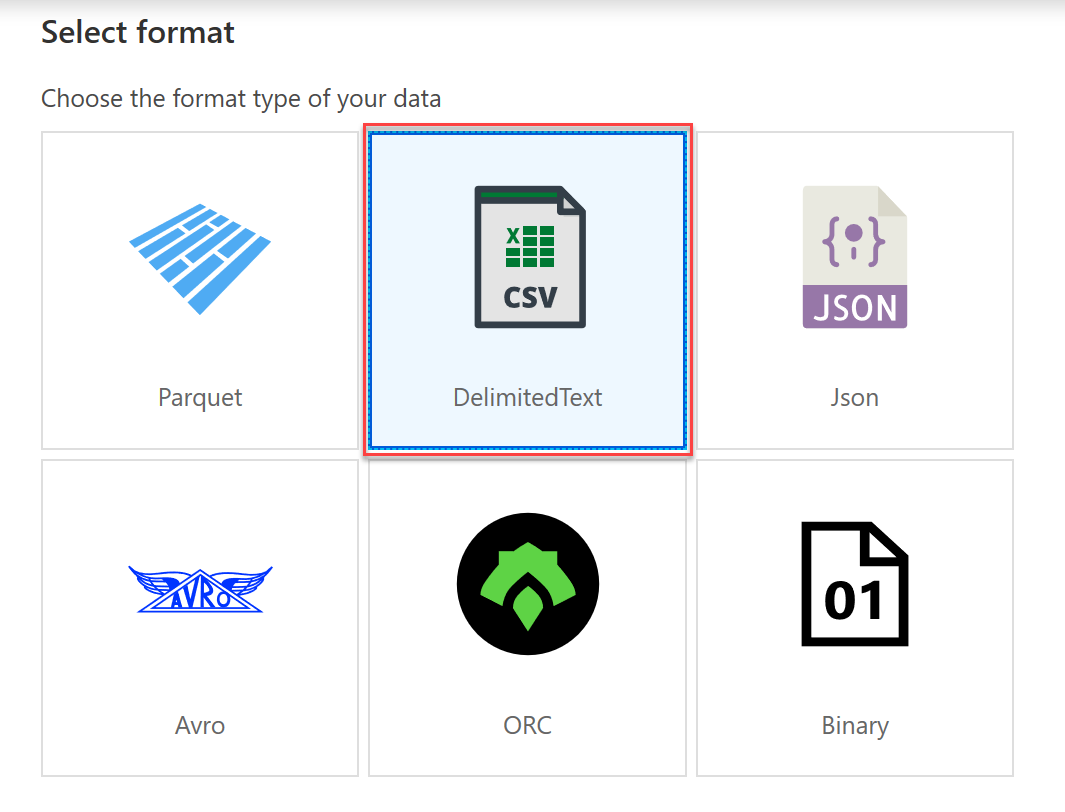 Select format
Choose the format type of your data
X
CSV
JSON
Parquet
DelimitedText
Json
AVRO
01
Avro
ORC
Binary